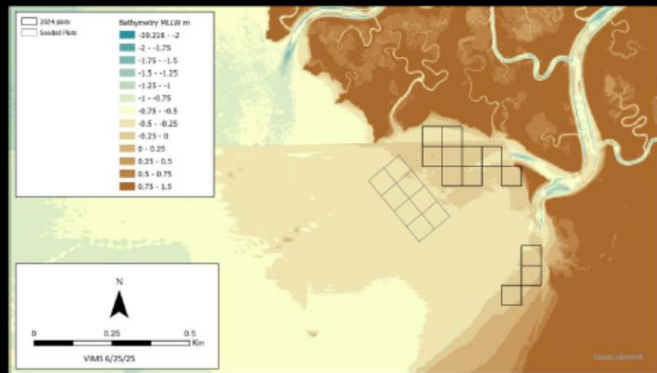 2024 plots
Seeded Plots
Bathymetry MLLW m
-39.218 - -2
-2 - -1.75
-1.75 - -1.5
-1.5 - -1.25
-1.25 - -1
-1 - -0.75
-0.75 - -0.5
-0.5 - -0.25
-0.25 - 0
0 - 0.25
0.25 - 0.5
0.5 - 0.75
0.75 - 1.5
N
0 0.25 0.5
Km
VIMS 6/25/25